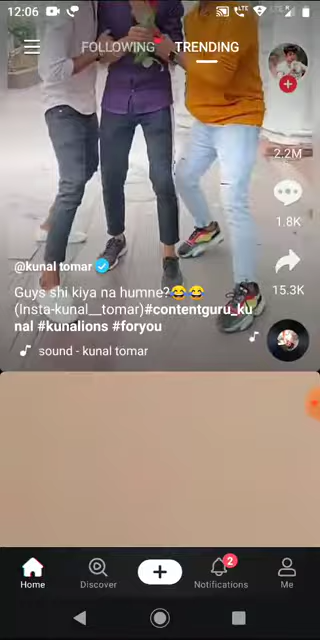 12:06
FOLLOWING TRENDING
2.2M
1.8K
15.3K
@kunal tomar
Guys shi kiya na humne?😂😂
(Insta-kunal__tomar)#contentguru_ku
nal #kunalions #foryou
sound - kunal tomar
2
Home Discover Notifications Me